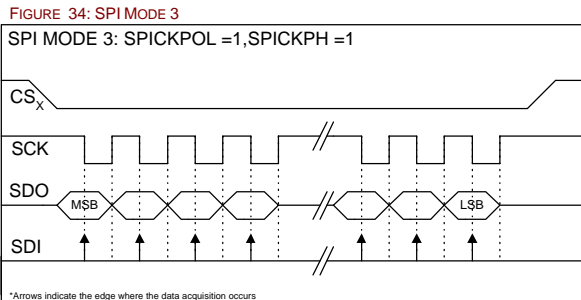 FIGURE 34: SPI MODE 3
SPI MODE 3: SPICKPOL =1,SPICKPH =1
CSX
SCK
SDO
MSB
LSB
SDI
*Arrows indicate the edge where the data acquisition occurs